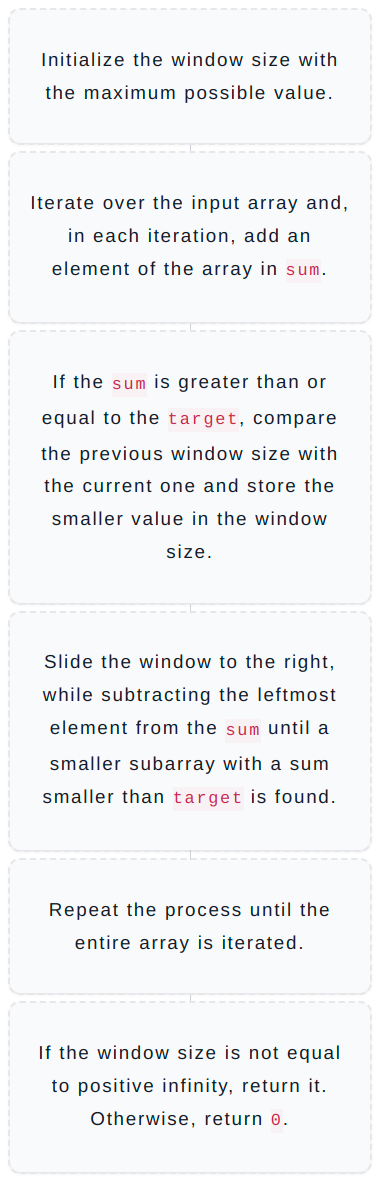 Initialize the window size with
the maximum possible value.
Iterate over the input array and,
in each iteration, add an
element of the array in sum.
If the sum is greater than or
equal to the target, compare
the previous window size with
the current one and store the
smaller value in the window
size.
Slide the window to the right,
while subtracting the leftmost
element from the sum until a
smaller subarray with a sum
smaller than target is found.
Repeat the process until the
entire array is iterated.
If the window size is not equal
to positive infinity, return it.
Otherwise, return 0.